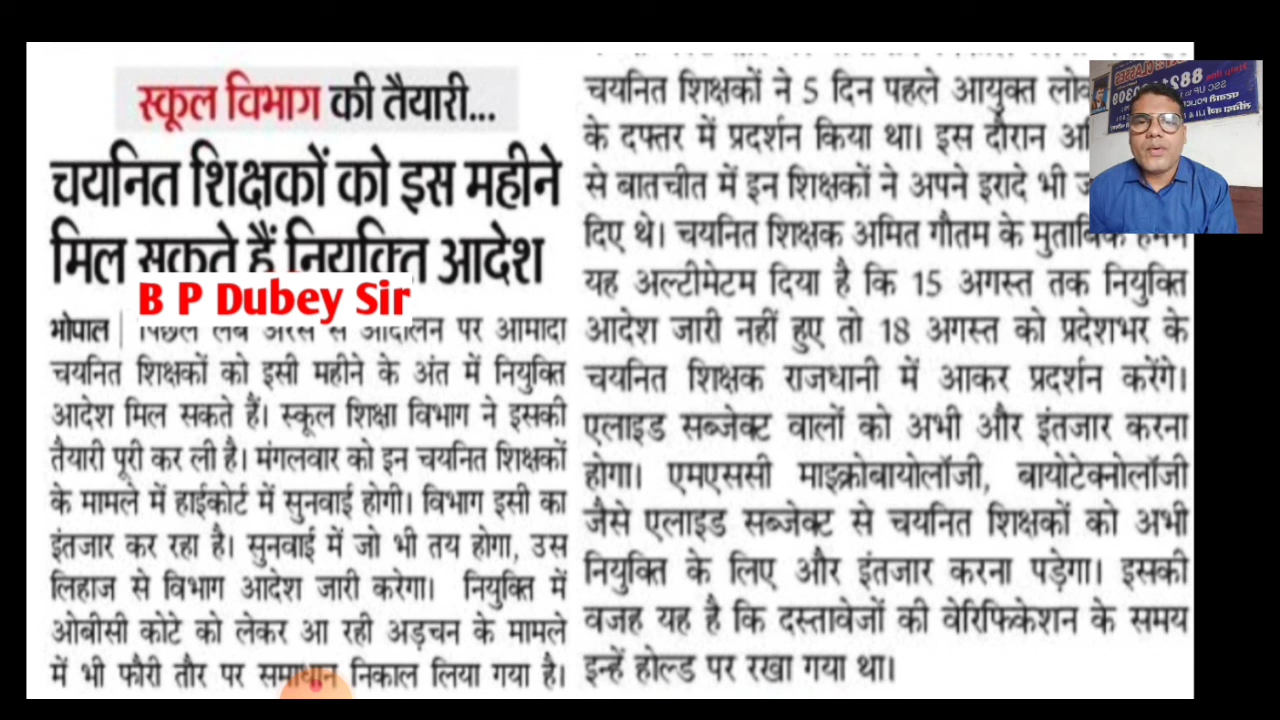 स्कूल विभाग की तैयारी...
चयनित शिक्षकों को इस महीने
मिल सकते हैं नियुक्ति आदेश
B P Dubey Sir
भोपाल
चयनित शिक्षकों को इसी महीने के अंत में नियुक्ति
आदेश मिल सकते हैं। स्कूल शिक्षा विभाग ने इसकी
तैयारी पूरी कर ली है। मंगलवार को इन चयनित शिक्षकों
के मामले में हाईकोर्ट में सुनवाई होगी। विभाग इसी का
इंतजार कर रहा है। सुनवाई में जो भी तय होगा, उस
लिहाज से विभाग आदेश जारी करेगा। नियुक्ति में
ओबीसी कोटे को लेकर आ रही अड़चन के मामले
में भी फौरी तौर पर समाधान निकाल लिया गया है।
चयनित शिक्षकों ने 5 दिन पहले आयुक्त
के दफ्तर में प्रदर्शन किया था। इस दौरान
से बातचीत में इन शिक्षकों ने अपने इरादे भी
दिए थे। चयनित शिक्षक अमित गौतम के मुताबिक हमने
यह अल्टीमेटम दिया है कि 15 अगस्त तक नियुक्ति
आदेश जारी नहीं हुए तो 18 अगस्त को प्रदेशभर के
चयनित शिक्षक राजधानी में आकर प्रदर्शन करेंगे।
एलाइड सब्जेक्ट वालों को अभी और इंतजार करना
होगा। एमएससी माइक्रोबायोलॉजी, बायोटेक्नोलॉजी
जैसे एलाइड सब्जेक्ट से चयनित शिक्षकों को अभी
नियुक्ति के लिए और इंतजार करना पड़ेगा। इसकी
वजह यह है कि दस्तावेजों की वेरिफिकेशन के समय
इन्हें होल्ड पर रखा गया था।